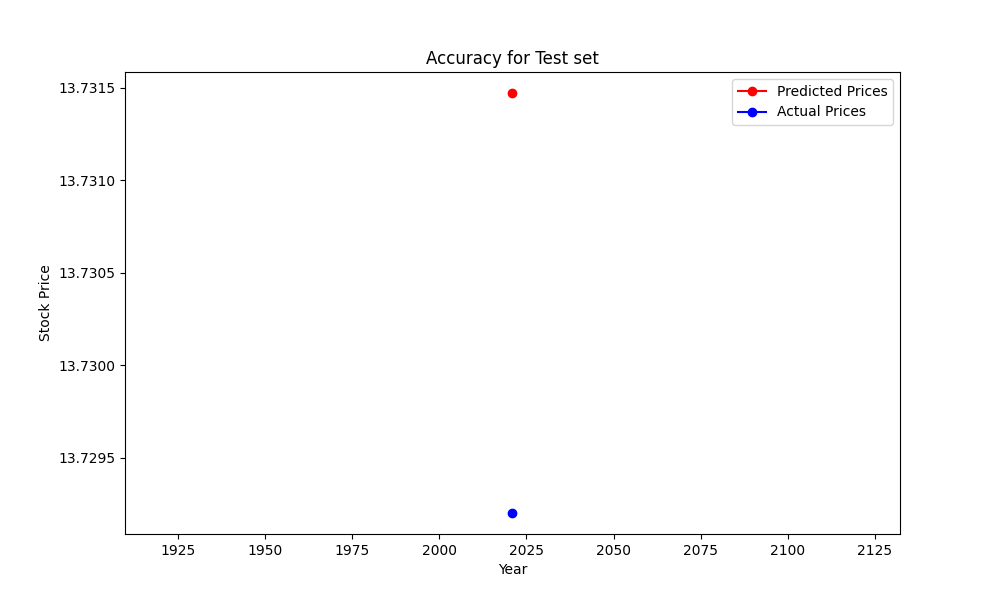 Accuracy for Test set
Predicted Prices
Actual Prices
13.7315
13.7310
13.7305
13.7300
13.7295
Stock Price
1925 1950 1975 2000 2025 2050 2075 2100 2125
Year